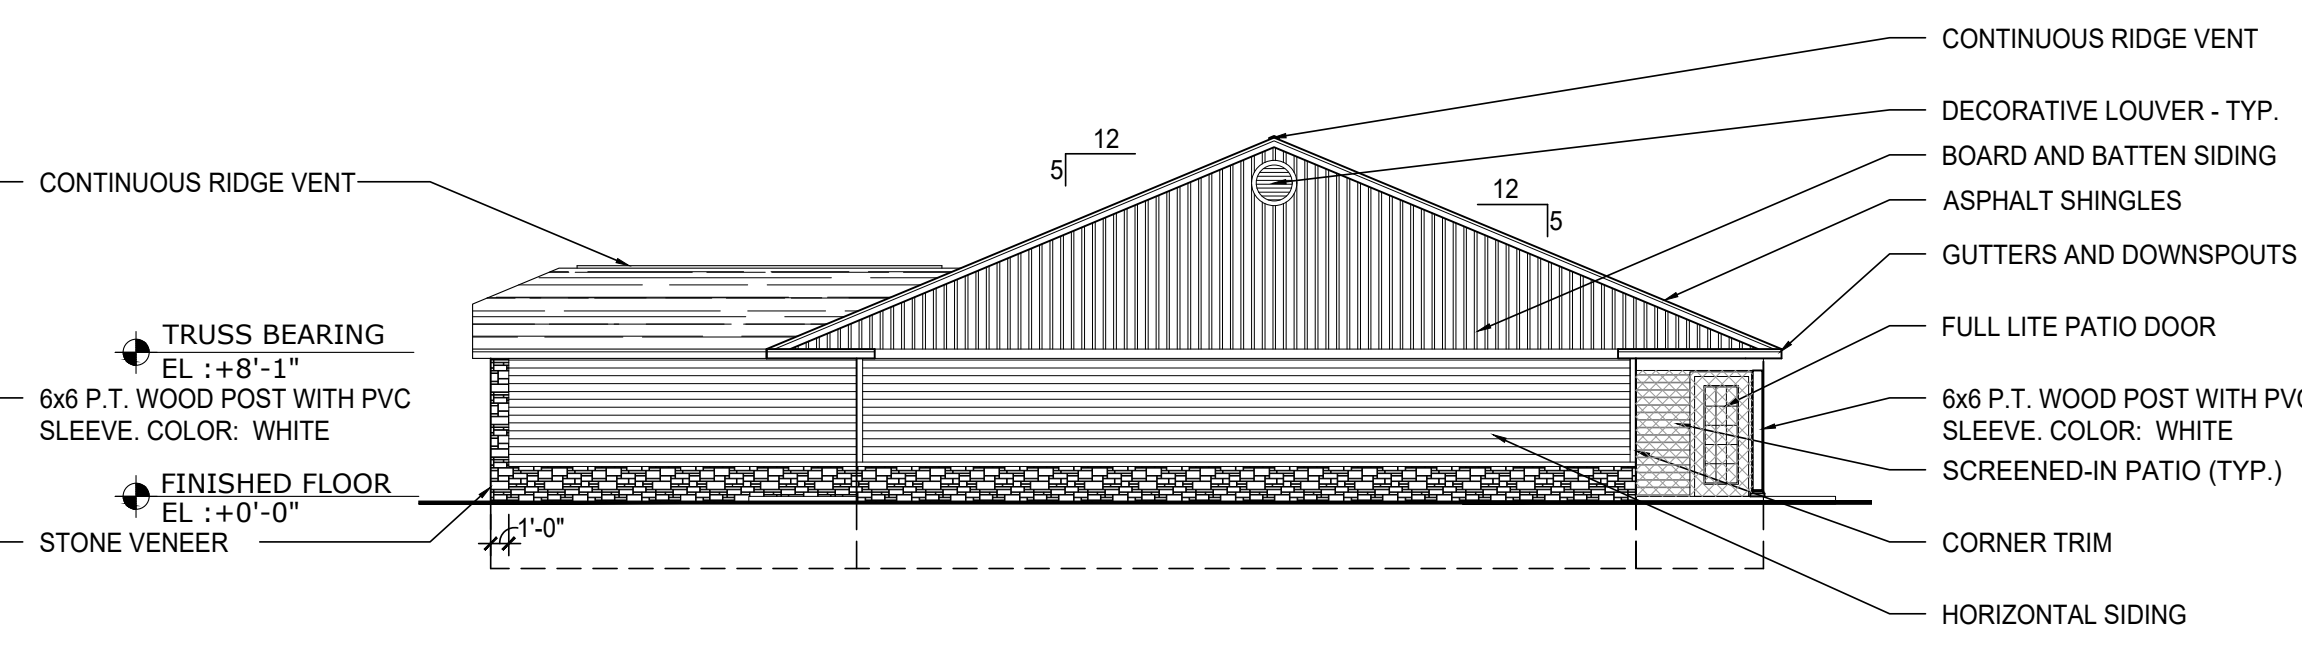 CONTINUOUS RIDGE VENT
TRUSS BEARING
EL :+8'-1"
6x6 P.T. WOOD POST WITH PVC
SLEEVE. COLOR: WHITE
FINISHED FLOOR
EL :+0'-0"
STONE VENEER
1'-0"
12
5
12
5
CONTINUOUS RIDGE VENT
DECORATIVE LOUVER - TYP.
BOARD AND BATTEN SIDING
ASPHALT SHINGLES
GUTTERS AND DOWNSPOUTS
FULL LITE PATIO DOOR
6x6 P.T. WOOD POST WITH PVC
SLEEVE. COLOR: WHITE
SCREENED-IN PATIO (TYP.)
CORNER TRIM
HORIZONTAL SIDING